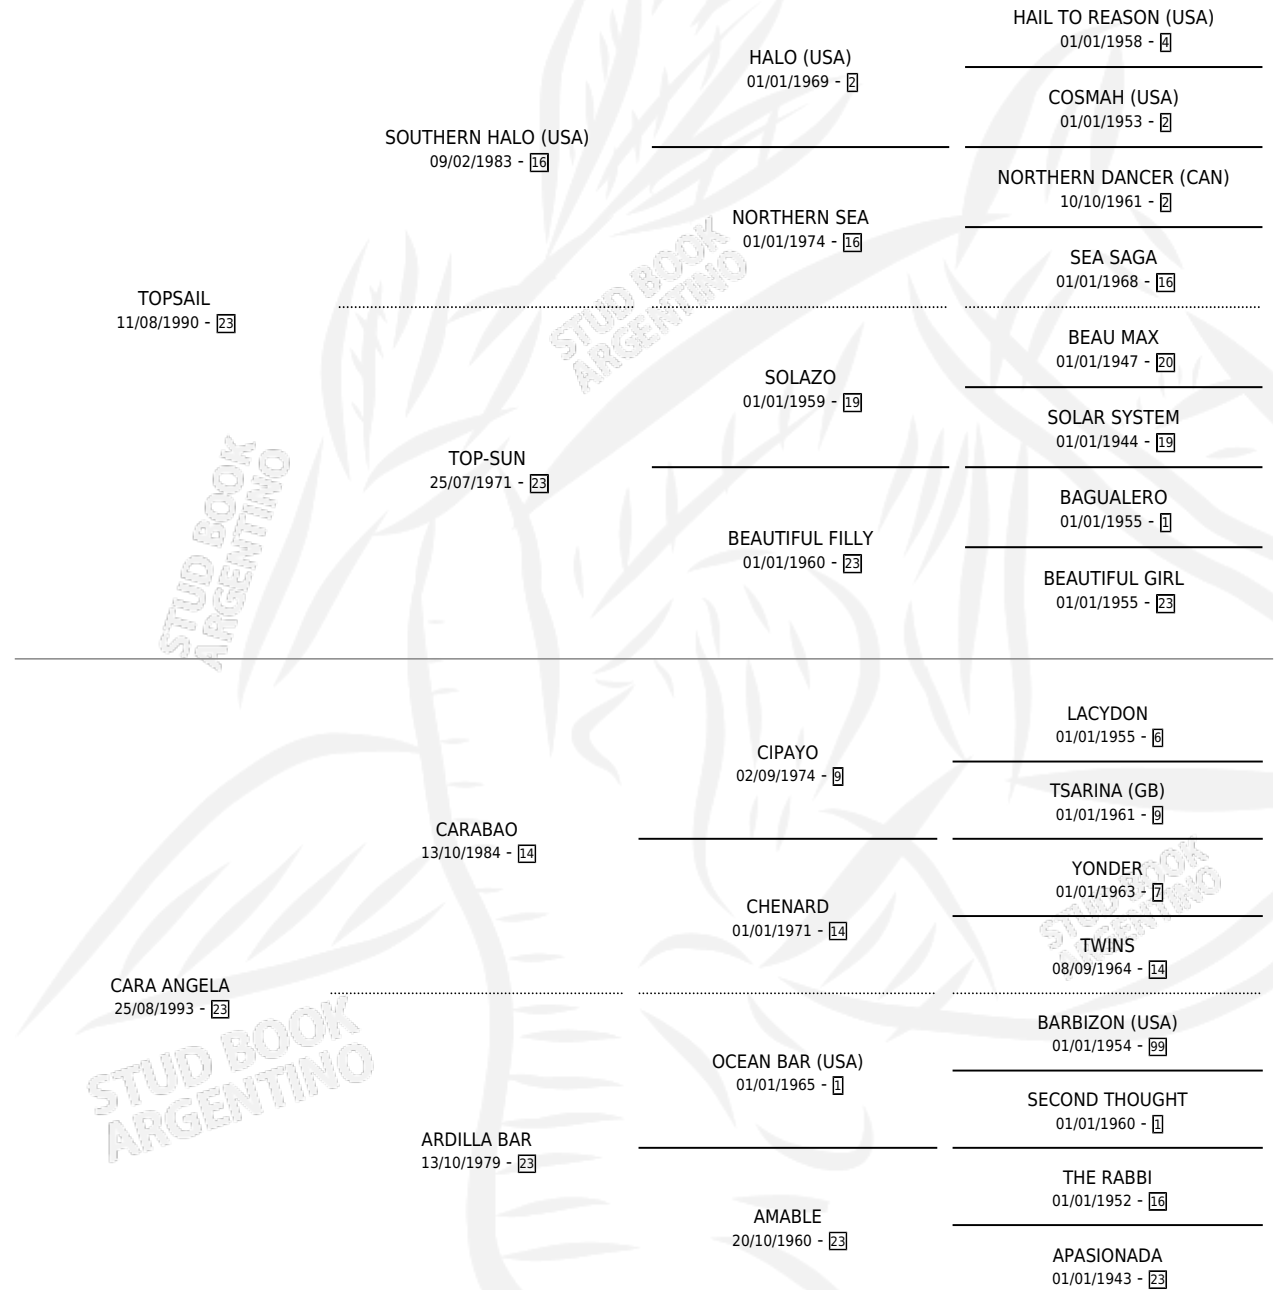 HAIL TO REASON (USA)
01/01/1958 - 4
HALO (USA)
01/01/1969 - 2
COSMAH (USA)
01/01/1953 - 2
SOUTHERN HALO (USA)
09/02/1983 - 16
NORTHERN DANCER (CAN)
10/10/1961 - 2
NORTHERN SEA
01/01/1974 - 16
SEA SAGA
01/01/1968 - 16
TOPSAIL
11/08/1990 - 23
STUD BOOK
ARGENTINO
BEAU MAX
01/01/1947 - 20
SOLAZO
01/01/1959 - 19
SOLAR SYSTEM
01/01/1944 - 19
TOP-SUN
25/07/1971 - 23
BAGUALERO
01/01/1955 - 1
BEAUTIFUL FILLY
01/01/1960 - 23
BEAUTIFUL GIRL
01/01/1955 - 23
STUD BOOK
ARGENTINO
LACYDON
01/01/1955 - 6
CIPAYO
02/09/1974 - 9
TSARINA (GB)
01/01/1961 - 9
CARABAO
13/10/1984 - 14
YONDER
01/01/1963 - 7
CHENARD
01/01/1971 - 14
STUD BOOK
ARGENTINO
TWINS
08/09/1964 - 14
CARA ANGELA
25/08/1993 - 23
STUD BOOK
ARGENTINO
BARBIZON (USA)
01/01/1954 - 99
OCEAN BAR (USA)
01/01/1965 - 1
SECOND THOUGHT
01/01/1960 - 1
ARDILLA BAR
13/10/1979 - 23
THE RABBI
01/01/1952 - 16
AMABLE
20/10/1960 - 23
APASIONADA
01/01/1943 - 23